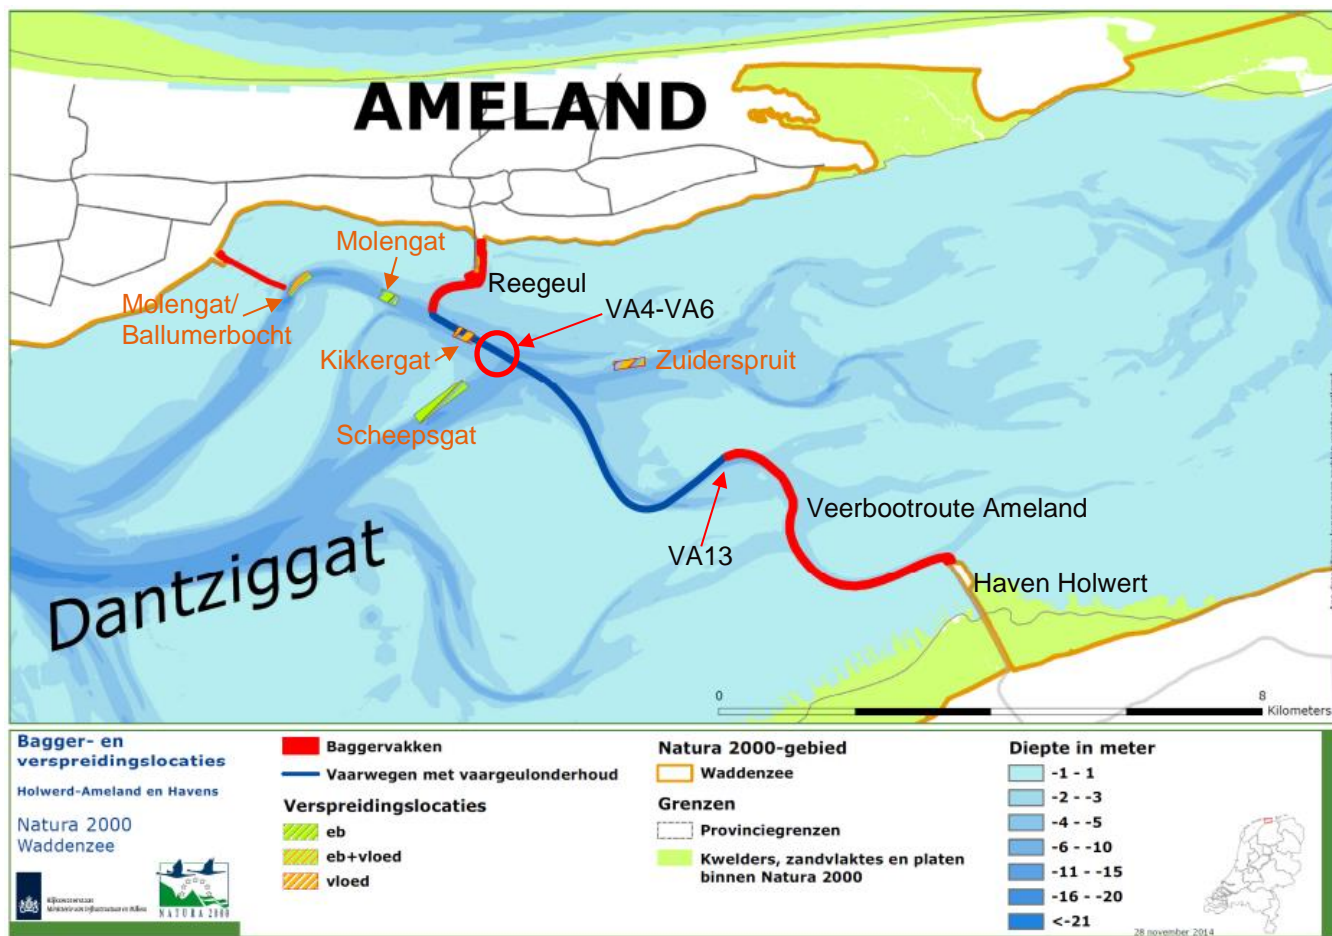 AMELAND
Molengat
Reegeul
VA4-VA6
Molengat/
Ballumerbocht
Kikkergat
Zuiderspruit
Scheepsgat
Veerbootroute Ameland
VA13
Dantziggat
Haven Holwert
0
8
Kilometers
Bagger- en
verspreidingslocaties
Holwerd-Ameland en Havens
Natura 2000
Waddenzee
NATURA 2000
Baggervakken
Vaarwegen met vaargeulonderhoud
Verspreidingslocaties
eb
eb+vloed
vloed
Natura 2000-gebied
Waddenzee
Grenzen
Provinciegrenzen
Kwelders, zandvlaktes en platen
binnen Natura 2000
Diepte in meter
-1 - 1
-2 - -3
-4 - -5
-6 - -10
-11 - -15
-16 - -20
<-21
28 november 2014